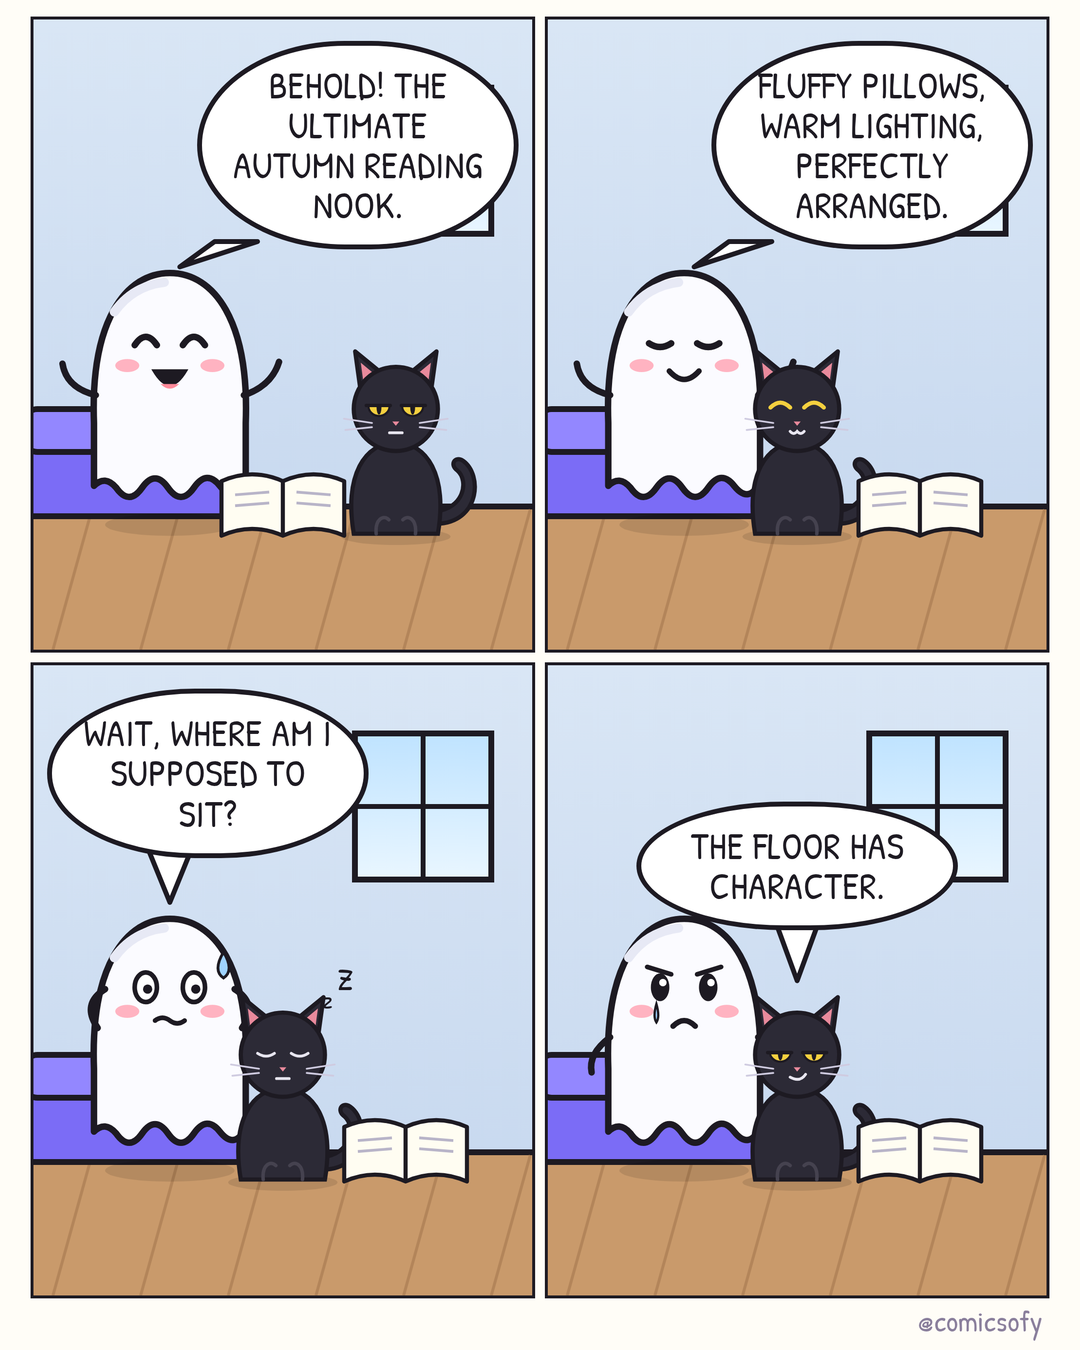 BEHOLD! THE
ULTIMATE
AUTUMN READING
NOOK.
FLUFFY PILLOWS,
WARM LIGHTING,
PERFECTLY
ARRANGED.
WAIT, WHERE AM I
SUPPOSED TO
SIT?
Z
z
THE FLOOR HAS
CHARACTER.
@comicsofy